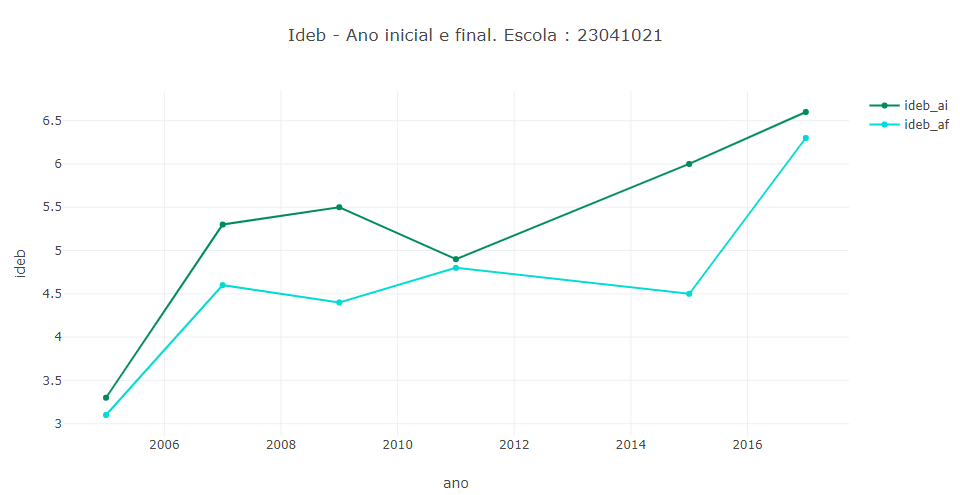 Ideb - Ano inicial e final. Escola : 23041021
ideb_ai
ideb_af
6.5
6
5.5
5
4.5
4
3.5
3
ideb
2006
2008
2010
2012
2014
2016
ano